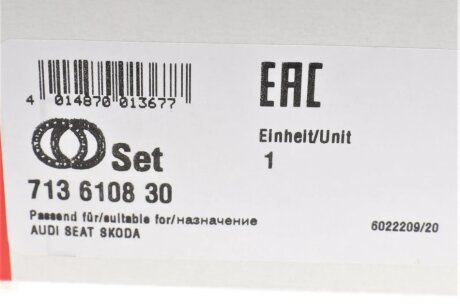 4 014870 013677
EAC
Einheit/Unit
1
Set
713 6108 30
Passend für/suitable for/назначение
AUDI SEAT SKODA
6022209/20